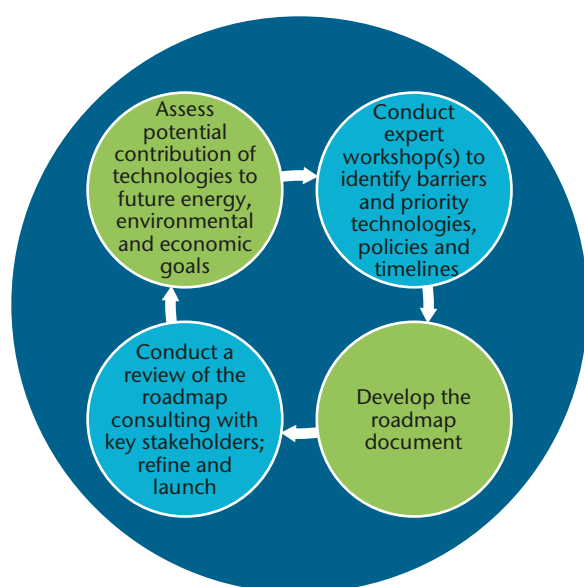 Assess
potential
contribution of
technologies to
future energy,
environmental
and economic
goals
Conduct
expert
workshop(s) to
identify barriers
and priority
technologies,
policies and
timelines
Develop the
roadmap
document
Conduct a
review of the
roadmap
consulting with
key stakeholders;
refine and
launch